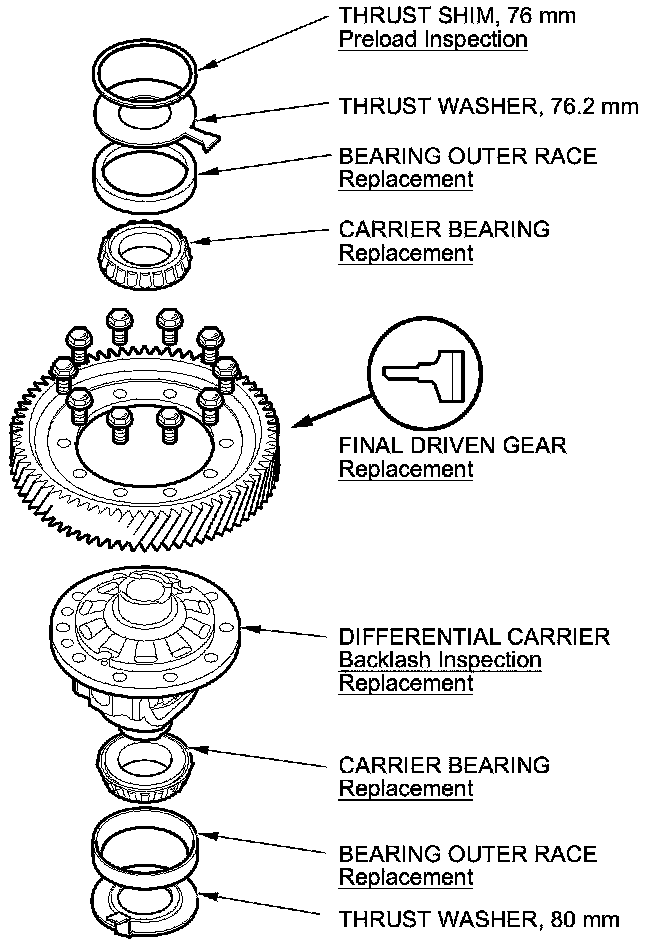 THRUST SHIM, 76 mm
Preload Inspection
THRUST WASHER, 76.2 mm
BEARING OUTER RACE
Replacement
CARRIER BEARING
Replacement
FINAL DRIVEN GEAR
Replacement
DIFFERENTIAL CARRIER
Backlash Inspection
Replacement
CARRIER BEARING
Replacement
BEARING OUTER RACE
Replacement
THRUST WASHER, 80 mm